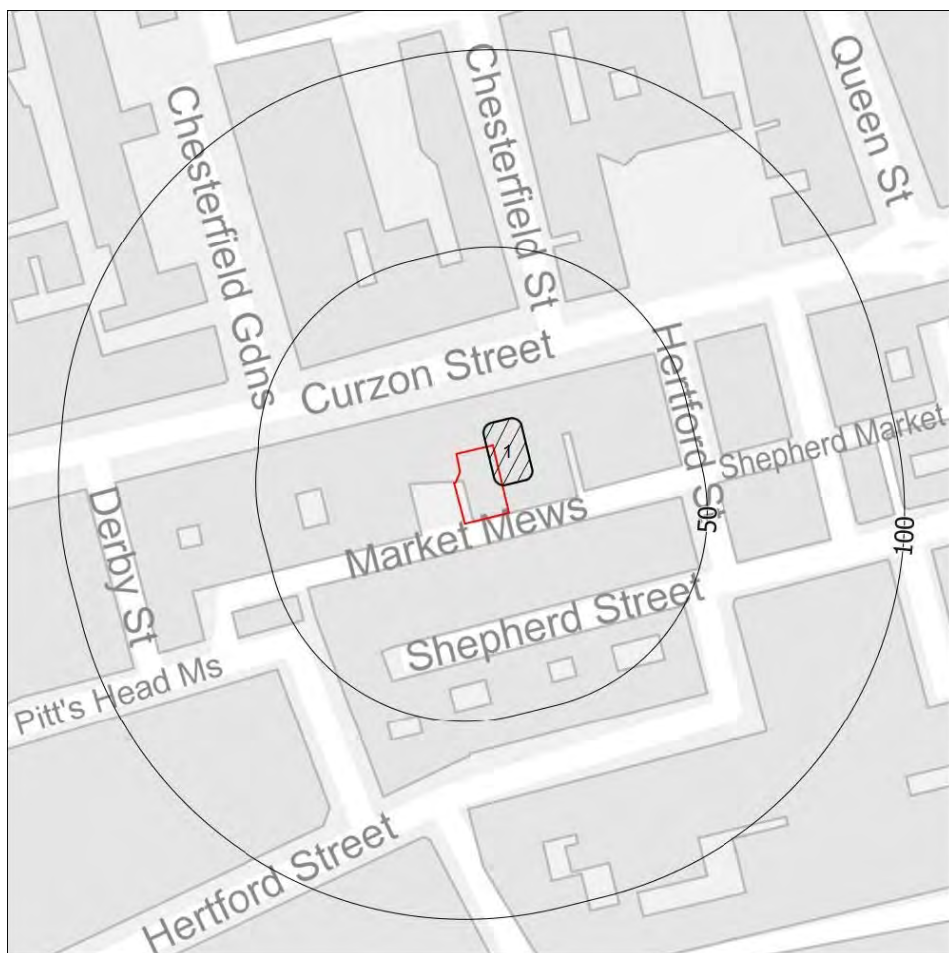 Queen St
Chesterfield St
Chesterfield Gdns
Curzon Street
Hertford St
Shepherd Market
1
Market Mews
50
100
Derby St
Shepherd Street
Pitt's Head Ms
Hertford Street